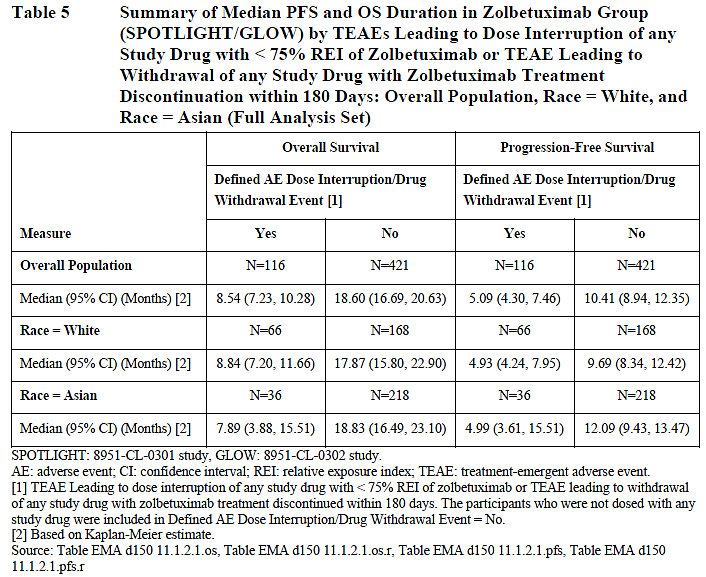 Table 5 Summary of Median PFS and OS Duration in Zolbetuximab Group
(SPOTLIGHT/GLOW) by TEAEs Leading to Dose Interruption of any
Study Drug with < 75% REI of Zolbetuximab or TEAE Leading to
Withdrawal of any Study Drug with Zolbetuximab Treatment
Discontinuation within 180 Days: Overall Population, Race = White, and
Race = Asian (Full Analysis Set)
Overall Survival Progression-Free Survival
Defined AE Dose Interruption/Drug Defined AE Dose Interruption/Drug
Withdrawal Event [1] Withdrawal Event [1]
Measure Yes No Yes No
Overall Population N=116 N=421 N=116 N=421
Median (95% CI) (Months) [2] 8.54 (7.23, 10.28) 18.60 (16.69, 20.63) 5.09 (4.30, 7.46) 10.41 (8.94, 12.35)
Race = White N=66 N=168 N=66 N=168
Median (95% CI) (Months) [2] 8.84 (7.20, 11.66) 17.87 (15.80, 22.90) 4.93 (4.24, 7.95) 9.69 (8.34, 12.42)
Race = Asian N=36 N=218 N=36 N=218
Median (95% CI) (Months) [2] 7.89 (3.88, 15.51) 18.83 (16.49, 23.10) 4.99 (3.61, 15.51) 12.09 (9.43, 13.47)
SPOTLIGHT: 8951-CL-0301 study, GLOW: 8951-CL-0302 study.
AE: adverse event; CI: confidence interval; REI: relative exposure index; TEAE: treatment-emergent adverse event.
[1] TEAE Leading to dose interruption of any study drug with < 75% REI of zolbetuximab or TEAE leading to withdrawal
of any study drug with zolbetuximab treatment discontinued within 180 days. The participants who were not dosed with any
study drug were included in Defined AE Dose Interruption/Drug Withdrawal Event = No.
[2] Based on Kaplan-Meier estimate.
Source: Table EMA d150 11.1.2.1.os, Table EMA d150 11.1.2.1.os.r, Table EMA d150 11.1.2.1.pfs, Table EMA d150
11.1.2.1.pfs.r